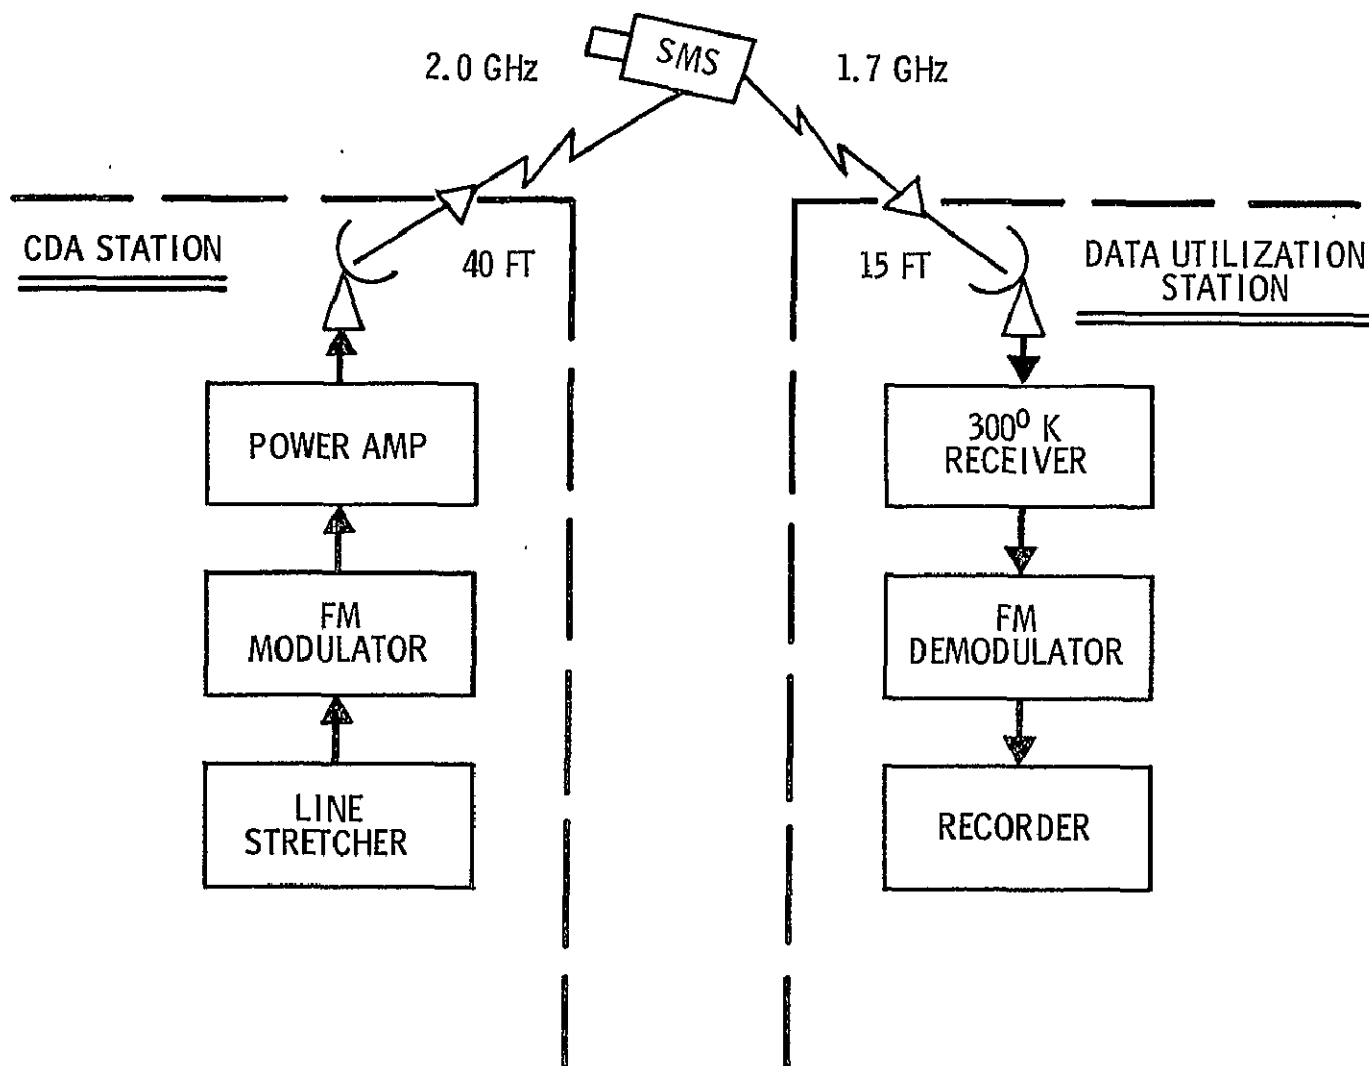 2.0 GHz
SMS
1.7 GHz
CDA STATION
40 FT
15 FT
DATA UTILIZATION
STATION
POWER AMP
300⁰ K
RECEIVER
FM
MODULATOR
FM
DEMODULATOR
LINE
STRETCHER
RECORDER